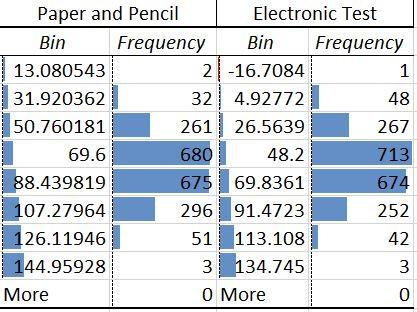 Paper and Pencil Electronic Test
Bin Frequency Bin Frequency
13.080543 2 -16.7084 1
31.920362 32 4.92772 48
50.760181 261 26.5639 267
69.6 680 48.2 713
88.439819 675 69.8361 674
107.27964 296 91.4723 252
126.11946 51 113.108 42
144.95928 3 134.745 3
More 0 More 0